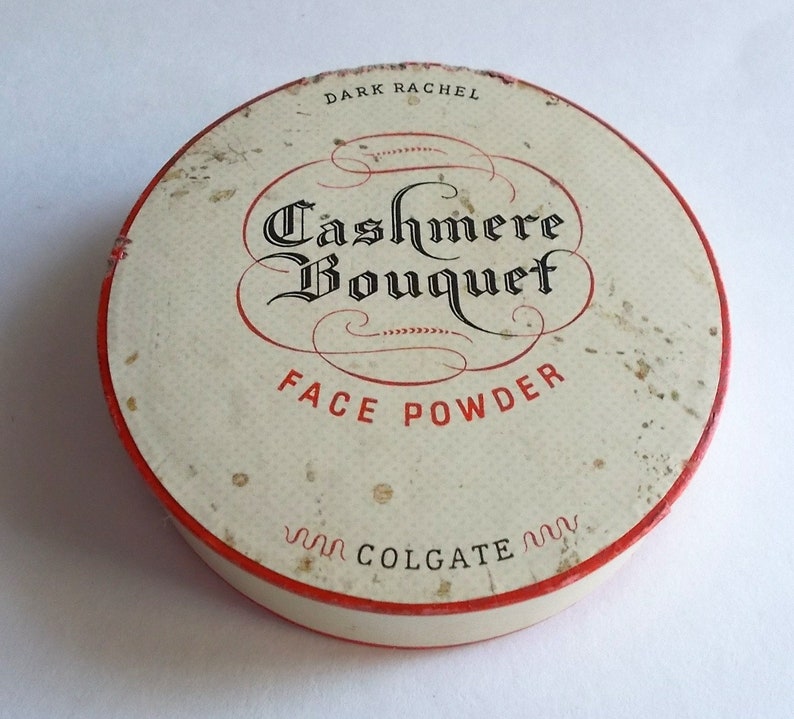 DARK RACHEL
Cashmere
Bouquet
FACE POWDER
COLGATE